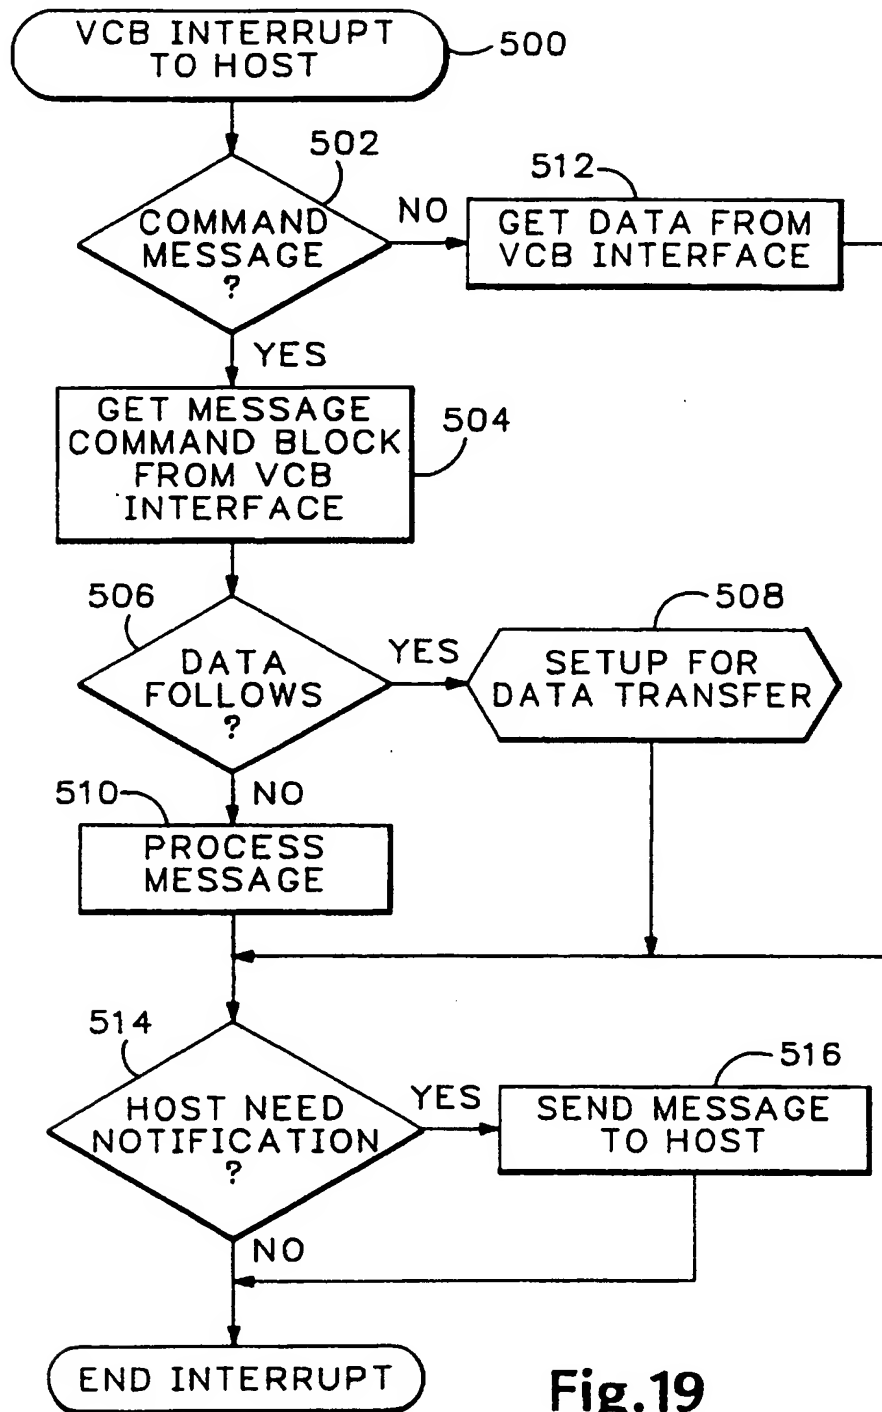 VCB INTERRUPT
TO HOST
500
502
COMMAND
MESSAGE
?
NO
512
GET DATA FROM
VCB INTERFACE
YES
GET MESSAGE
COMMAND BLOCK
FROM VCB
INTERFACE
504
506
DATA
FOLLOWS
?
YES
508
SETUP FOR
DATA TRANSFER
NO
510
PROCESS
MESSAGE
514
HOST NEED
NOTIFICATION
?
YES
516
SEND MESSAGE
TO HOST
NO
END INTERRUPT
Fig.19